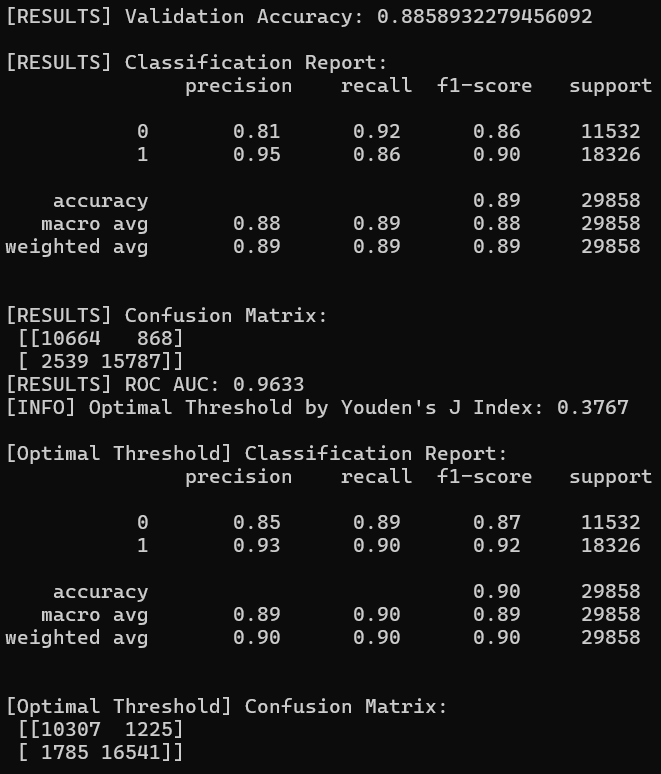 [RESULTS] Validation Accuracy: 0.8858932279456092
[RESULTS] Classification Report:
precision recall f1-score support
0 0.81 0.92 0.86 11532
1 0.95 0.86 0.90 18326
accuracy 0.89 29858
macro avg 0.88 0.89 0.88 29858
weighted avg 0.89 0.89 0.89 29858
[RESULTS] Confusion Matrix:
[[10664 868]
[ 2539 15787]]
[RESULTS] ROC AUC: 0.9633
[INFO] Optimal Threshold by Youden's J Index: 0.3767
[Optimal Threshold] Classification Report:
precision recall f1-score support
0 0.85 0.89 0.87 11532
1 0.93 0.90 0.92 18326
accuracy 0.90 29858
macro avg 0.89 0.90 0.89 29858
weighted avg 0.90 0.90 0.90 29858
[Optimal Threshold] Confusion Matrix:
[[10307 1225]
[ 1785 16541]]